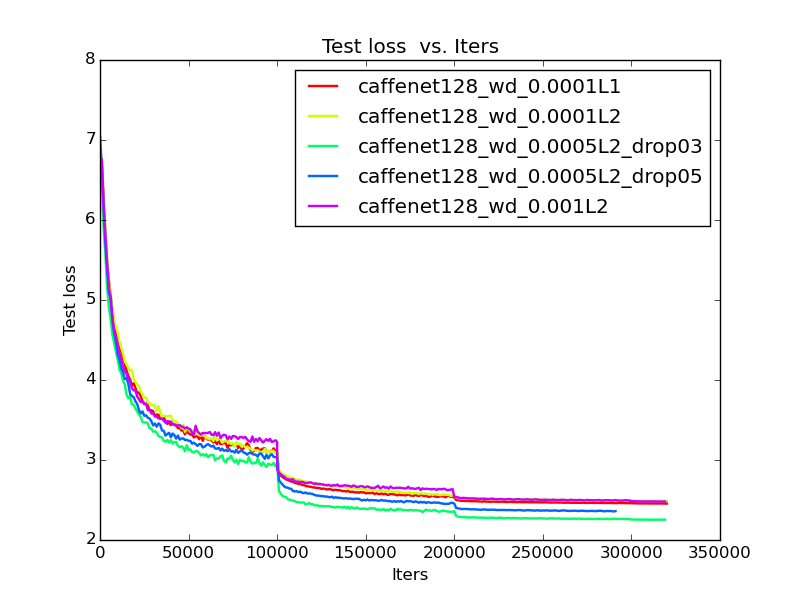 Test loss  vs. Iters
8
7
6
5
4
3
2
Test loss
caffenet128_wd_0.0001L1
caffenet128_wd_0.0001L2
caffenet128_wd_0.0005L2_drop03
caffenet128_wd_0.0005L2_drop05
caffenet128_wd_0.001L2
0 50000 100000 150000 200000 250000 300000 350000
Iters